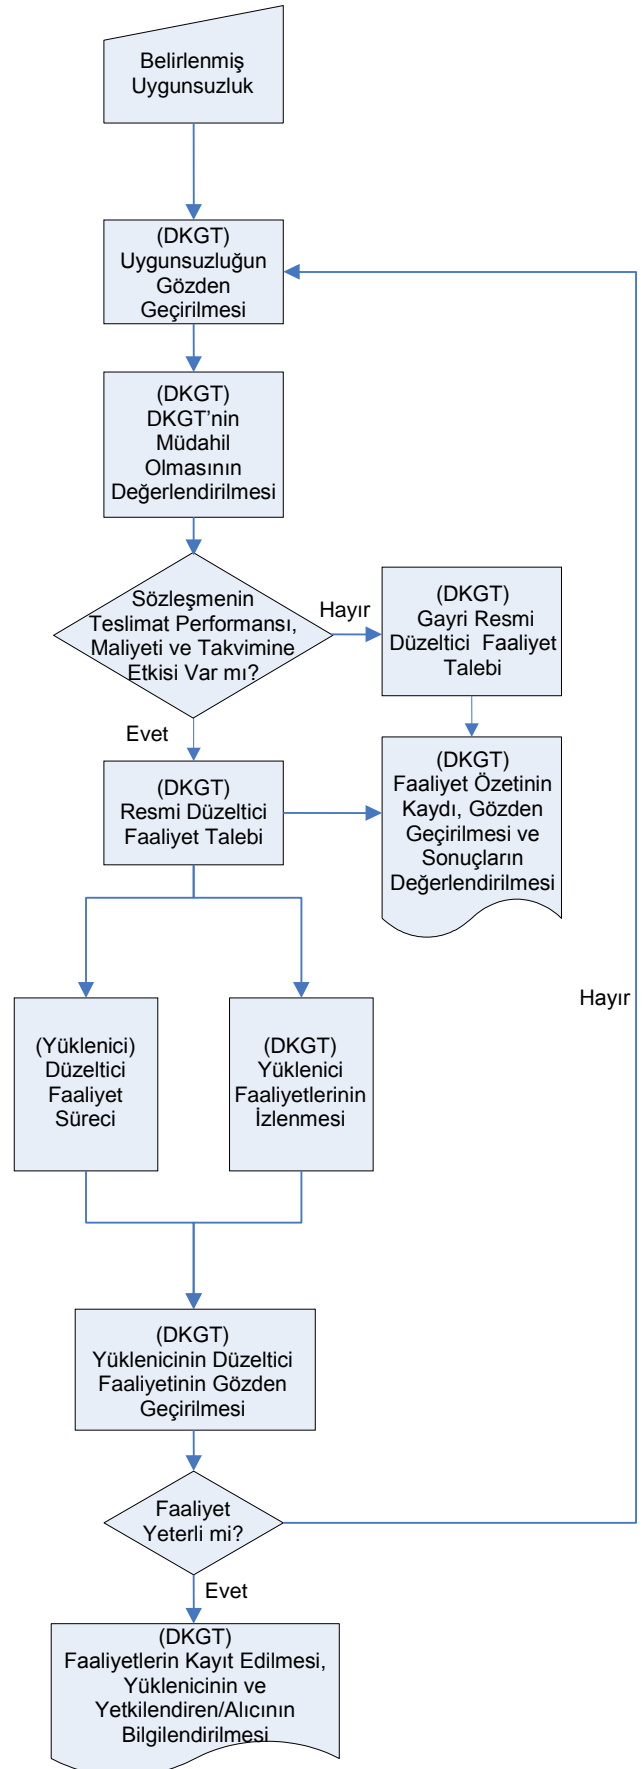 Belirlenmiş
Uygunsuzluk
(DKGT)
Uygunsuzluğun
Gözden
Geçirilmesi
(DKGT)
DKGT’nin
Müdahil
Olmasının
Değerlendirilmesi
Sözleşmenin
Teslimat Performansı,
Maliyeti ve Takvimine
Etkisi Var mı?
Hayır
(DKGT)
Gayri Resmi
Düzeltici Faaliyet
Talebi
Evet
(DKGT)
Resmi Düzeltici
Faaliyet Talebi
(DKGT)
Faaliyet Özetinin
Kaydı, Gözden
Geçirilmesi ve
Sonuçların
Değerlendirilmesi
(Yüklenici)
Düzeltici
Faaliyet
Süreci
(DKGT)
Yüklenici
Faaliyetlerinin
İzlenmesi
Hayır
(DKGT)
Yüklenicinin Düzeltici
Faaliyetinin Gözden
Geçirilmesi
Faaliyet
Yeterli mi?
Evet
(DKGT)
Faaliyetlerin Kayıt Edilmesi,
Yüklenicinin ve
Yetkilendiren/Alıcının
Bilgilendirilmesi